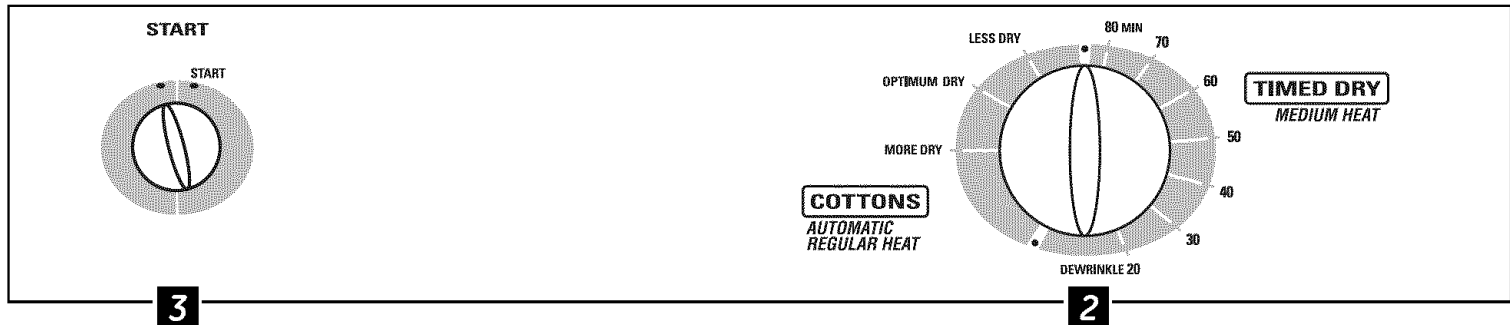 START
START
3
LESS DRY
OPTIMUM DRY
MORE DRY
COTTONS
AUTOMATIC
REGULAR HEAT
80 MIN
70
60
50
40
30
DEWRINKLE 20
TIMED DRY
MEDIUM HEAT
2